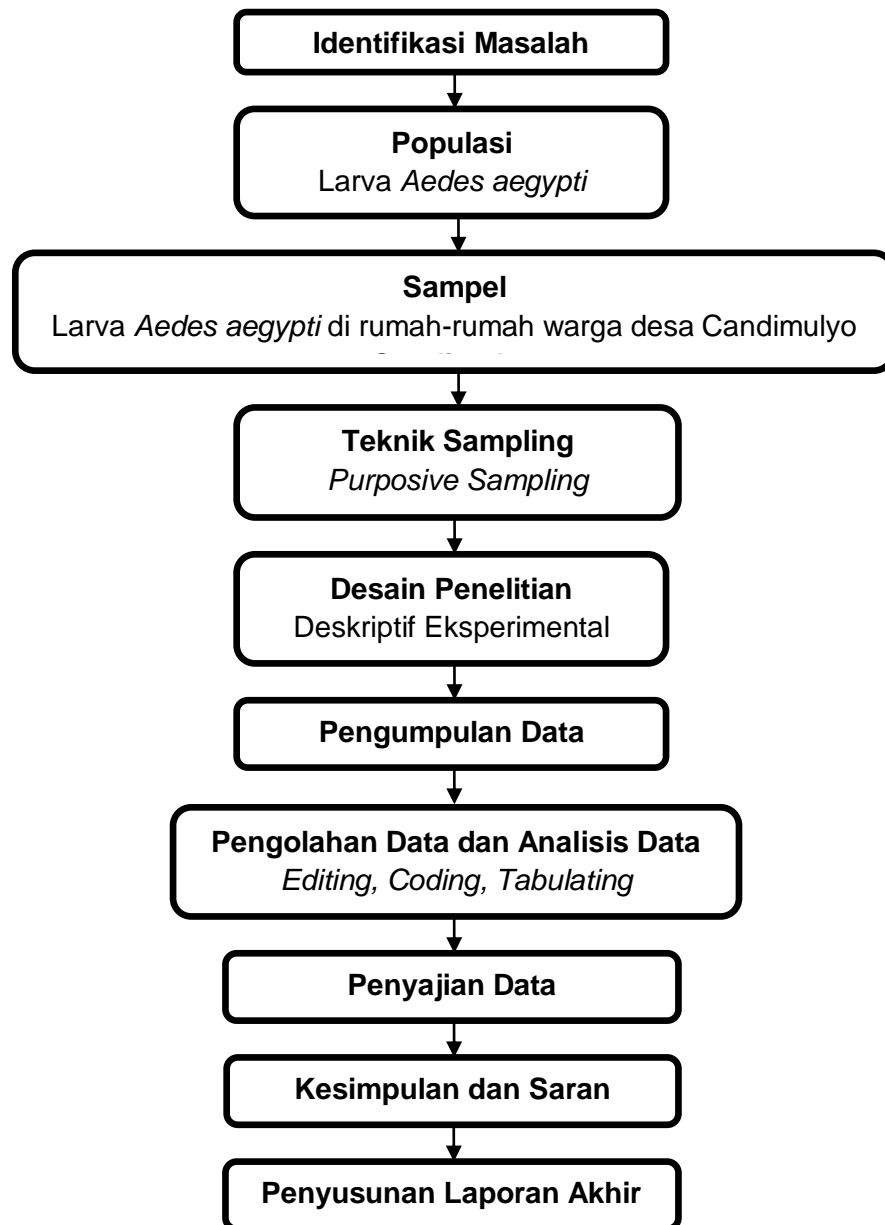 Identifikasi Masalah
Populasi
Larva Aedes aegypti
Sampel
Larva Aedes aegypti di rumah-rumah warga desa Candimulyo
Teknik Sampling
Purposive Sampling
Desain Penelitian
Deskriptif Eksperimental
Pengumpulan Data
Pengolahan Data dan Analisis Data
Editing, Coding, Tabulating
Penyajian Data
Kesimpulan dan Saran
Penyusunan Laporan Akhir